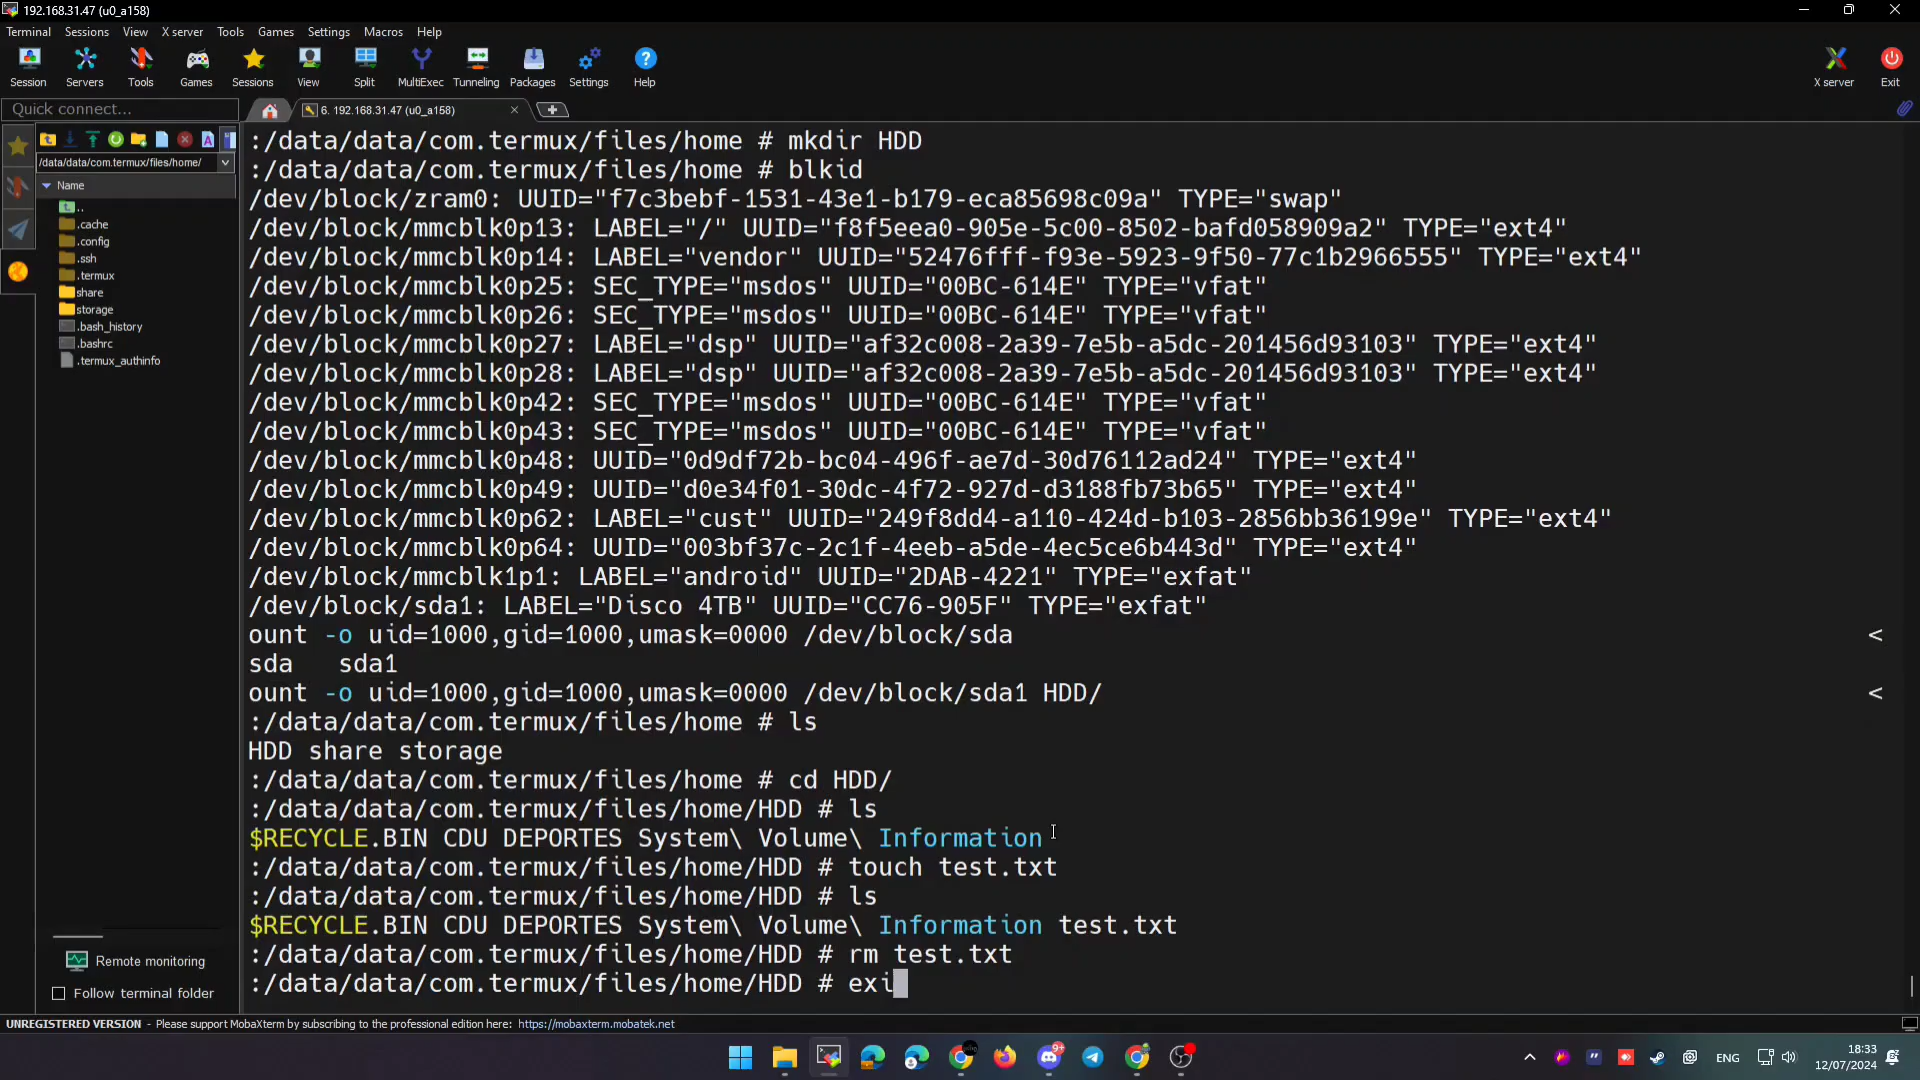 192.168.31.47 (u0_a158)
Terminal Sessions View X server Tools Games Settings Macros Help
Session Servers Tools Games Sessions View Split MultiExec Tunneling Packages Settings Help X server Exit
Quick connect...
6. 192.168.31.47 (u0_a158)
/data/data/com.termux/files/home/
Name
..
.cache
.config
.ssh
.termux
share
storage
.bash_history
.bashrc
.termux_authinfo
Remote monitoring
Follow terminal folder
:/data/data/com.termux/files/home # mkdir HDD
:/data/data/com.termux/files/home # blkid
/dev/block/zram0: UUID="f7c3bebf-1531-43e1-b179-eca85698c09a" TYPE="swap"
/dev/block/mmcblk0p13: LABEL="/" UUID="f8f5eea0-905e-5c00-8502-bafd058909a2" TYPE="ext4"
/dev/block/mmcblk0p14: LABEL="vendor" UUID="52476fff-f93e-5923-9f50-77c1b2966555" TYPE="ext4"
/dev/block/mmcblk0p25: SEC_TYPE="msdos" UUID="00BC-614E" TYPE="vfat"
/dev/block/mmcblk0p26: SEC_TYPE="msdos" UUID="00BC-614E" TYPE="vfat"
/dev/block/mmcblk0p27: LABEL="dsp" UUID="af32c008-2a39-7e5b-a5dc-201456d93103" TYPE="ext4"
/dev/block/mmcblk0p28: LABEL="dsp" UUID="af32c008-2a39-7e5b-a5dc-201456d93103" TYPE="ext4"
/dev/block/mmcblk0p42: SEC_TYPE="msdos" UUID="00BC-614E" TYPE="vfat"
/dev/block/mmcblk0p43: SEC_TYPE="msdos" UUID="00BC-614E" TYPE="vfat"
/dev/block/mmcblk0p48: UUID="0d9df72b-bc04-496f-ae7d-30d76112ad24" TYPE="ext4"
/dev/block/mmcblk0p49: UUID="d0e34f01-30dc-4f72-927d-d3188fb73b65" TYPE="ext4"
/dev/block/mmcblk0p62: LABEL="cust" UUID="249f8dd4-a110-424d-b103-2856bb36199e" TYPE="ext4"
/dev/block/mmcblk0p64: UUID="003bf37c-2c1f-4eeb-a5de-4ec5ce6b443d" TYPE="ext4"
/dev/block/mmcblk1p1: LABEL="android" UUID="2DAB-4221" TYPE="exfat"
/dev/block/sda1: LABEL="Disco 4TB" UUID="CC76-905F" TYPE="exfat"
ount -o uid=1000,gid=1000,umask=0000 /dev/block/sda <
sda sda1
ount -o uid=1000,gid=1000,umask=0000 /dev/block/sda1 HDD/ <
:/data/data/com.termux/files/home # ls
HDD share storage
:/data/data/com.termux/files/home # cd HDD/
:/data/data/com.termux/files/home/HDD # ls
$RECYCLE.BIN CDU DEPORTES System\ Volume\ Information
:/data/data/com.termux/files/home/HDD # touch test.txt
:/data/data/com.termux/files/home/HDD # ls
$RECYCLE.BIN CDU DEPORTES System\ Volume\ Information test.txt
:/data/data/com.termux/files/home/HDD # rm test.txt
:/data/data/com.termux/files/home/HDD # exi
UNREGISTERED VERSION - Please support MobaXterm by subscribing to the professional edition here: https://mobaxterm.mobatek.net
9+
ENG
18:33
12/07/2024